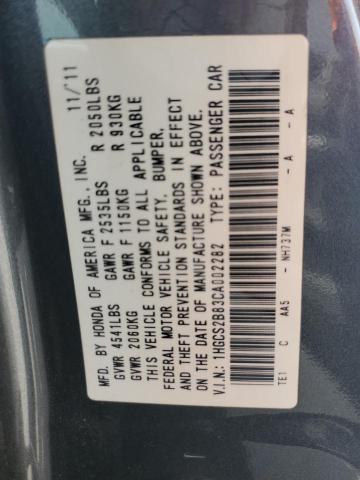 MFD. BY HONDA OF AMERICA MFG., INC. 11/'11
GVWR 4541LBS GAWR F 2535LBS R 2050LBS
GVWR 2060KG GAWR F 1150KG R 930KG
THIS VEHICLE CONFORMS TO ALL APPLICABLE
FEDERAL MOTOR VEHICLE SAFETY, BUMPER,
AND THEFT PREVENTION STANDARDS IN EFFECT
ON THE DATE OF MANUFACTURE SHOWN ABOVE.
V.I.N.: 1HGCS2B83CA002282 TYPE: PASSENGER CAR
TE1 C AA5 - NH737M - A - A